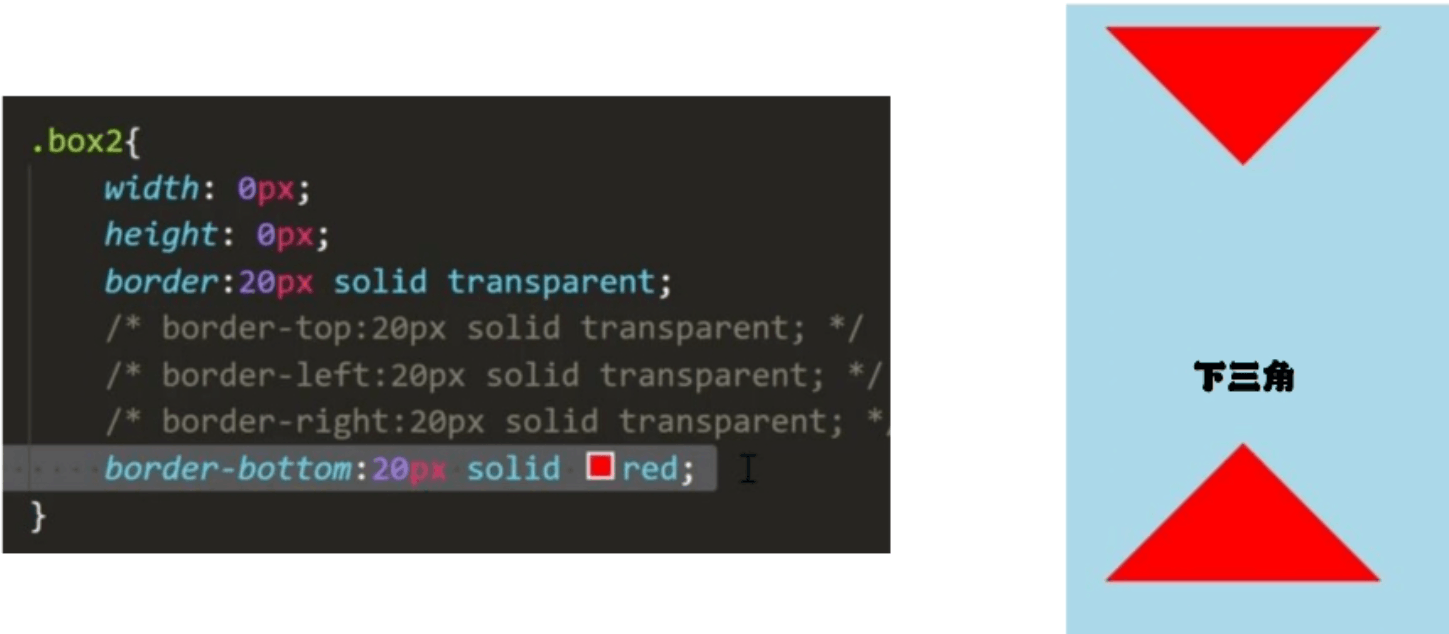 .box2{
width: 0px;
height: 0px;
border:20px solid transparent;
/* border-top:20px solid transparent; */
/* border-left:20px solid transparent; */
/* border-right:20px solid transparent; *
border-bottom:20px solid red;
}
下三角